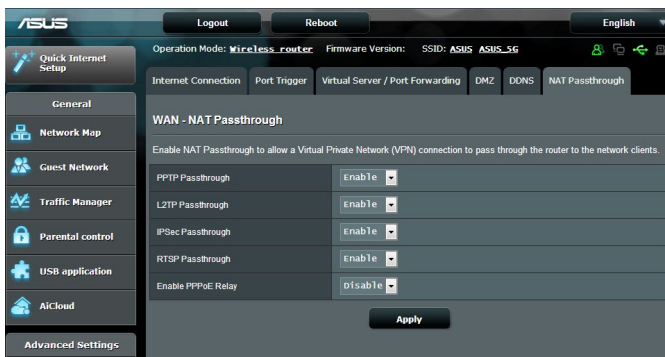 ASUS
Logout
Reboot
English
Operation Mode: Wireless router Firmware Version: SSID: ASUS ASUS_5G
Quick Internet Setup
Internet Connection
Port Trigger
Virtual Server / Port Forwarding
DMZ
DDNS
NAT Passthrough
General
Network Map
Guest Network
Traffic Manager
Parental control
USB application
AiCloud
Advanced Settings
WAN - NAT Passthrough
Enable NAT Passthrough to allow a Virtual Private Network (VPN) connection to pass through the router to the network clients.
PPTP Passthrough Enable
L2TP Passthrough Enable
IPSec Passthrough Enable
RTSP Passthrough Enable
Enable PPPoE Relay Disable
Apply